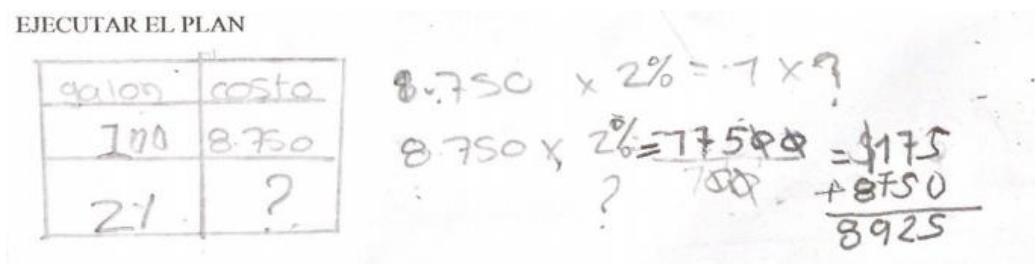 EJECUTAR EL PLAN
galon costo
8.750
2% ?
8.750 x 2% = 1 x ?
8.750 x 2% = 17500 = $175
? 100 + 8750
8925